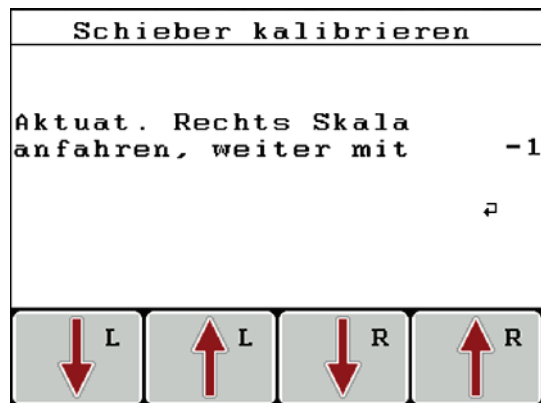 Schieber kalibrieren
Aktuat. Rechts Skala
anfahren, weiter mit -1
L L R R